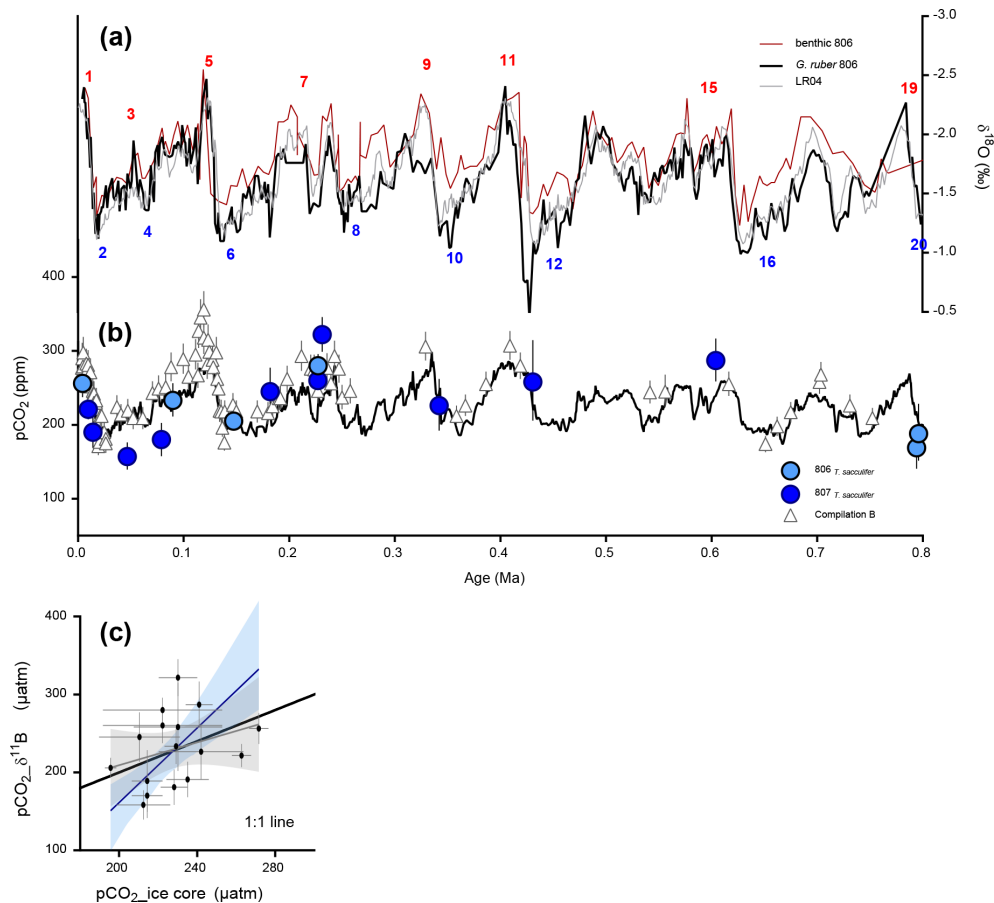 (a)
benthic 806
G. ruber 806
LR04
1
3
5
7
9
11
15
19
2
4
6
8
10
12
16
20
-3.0
-2.5
-2.0
-1.5
-1.0
-0.5
δ¹⁸O (‰)
(b)
400
300
200
100
pCO₂ (ppm)
806 T. sacculifer
807 T. sacculifer
Compilation B
0.0 0.1 0.2 0.3 0.4 0.5 0.6 0.7 0.8
Age (Ma)
(c)
400
300
200
100
pCO₂_δ¹¹B (µatm)
1:1 line
200 240 280
pCO₂_ice core (µatm)